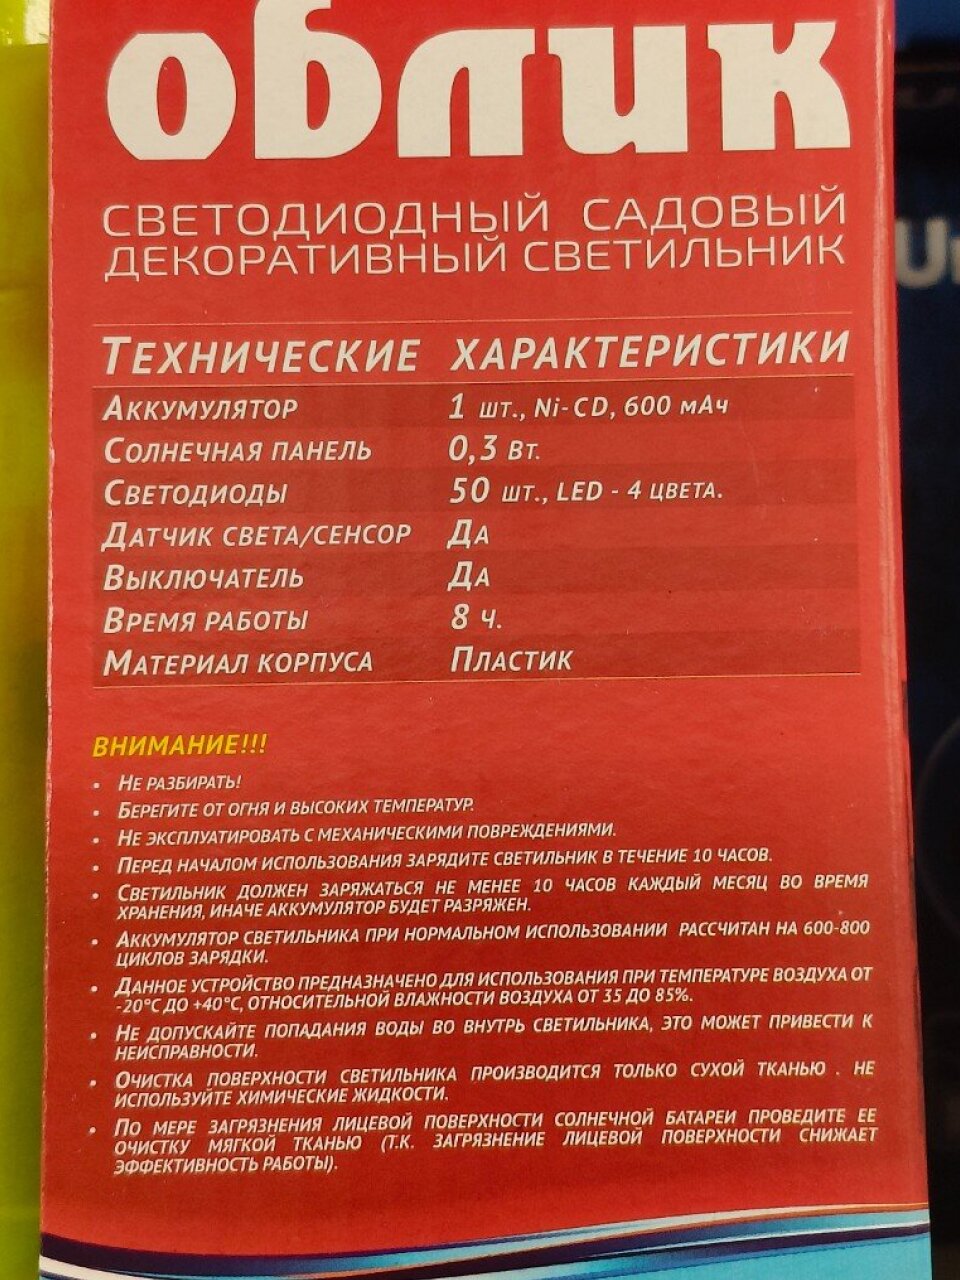 облик
СВЕТОДИОДНЫЙ САДОВЫЙ
ДЕКОРАТИВНЫЙ СВЕТИЛЬНИК
ТЕХНИЧЕСКИЕ ХАРАКТЕРИСТИКИ
АККУМУЛЯТОР 1 ШТ., NI-CD, 600 МАЧ
СОЛНЕЧНАЯ ПАНЕЛЬ 0,3 ВТ.
СВЕТОДИОДЫ 50 ШТ., LED - 4 ЦВЕТА.
ДАТЧИК СВЕТА/СЕНСОР ДА
ВЫКЛЮЧАТЕЛЬ ДА
ВРЕМЯ РАБОТЫ 8 Ч.
МАТЕРИАЛ КОРПУСА ПЛАСТИК
ВНИМАНИЕ!!!
• НЕ РАЗБИРАТЬ!
• БЕРЕГИТЕ ОТ ОГНЯ И ВЫСОКИХ ТЕМПЕРАТУР.
• НЕ ЭКСПЛУАТИРОВАТЬ С МЕХАНИЧЕСКИМИ ПОВРЕЖДЕНИЯМИ.
• ПЕРЕД НАЧАЛОМ ИСПОЛЬЗОВАНИЯ ЗАРЯДИТЕ СВЕТИЛЬНИК В ТЕЧЕНИЕ 10 ЧАСОВ.
• СВЕТИЛЬНИК ДОЛЖЕН ЗАРЯЖАТЬСЯ НЕ МЕНЕЕ 10 ЧАСОВ КАЖДЫЙ МЕСЯЦ ВО ВРЕМЯ
ХРАНЕНИЯ, ИНАЧЕ АККУМУЛЯТОР БУДЕТ РАЗРЯЖЕН.
• АККУМУЛЯТОР СВЕТИЛЬНИКА ПРИ НОРМАЛЬНОМ ИСПОЛЬЗОВАНИИ РАССЧИТАН НА 600-800
ЦИКЛОВ ЗАРЯДКИ.
• ДАННОЕ УСТРОЙСТВО ПРЕДНАЗНАЧЕНО ДЛЯ ИСПОЛЬЗОВАНИЯ ПРИ ТЕМПЕРАТУРЕ ВОЗДУХА ОТ
-20°C ДО +40°C, ОТНОСИТЕЛЬНОЙ ВЛАЖНОСТИ ВОЗДУХА ОТ 35 ДО 85%.
• НЕ ДОПУСКАЙТЕ ПОПАДАНИЯ ВОДЫ ВО ВНУТРЬ СВЕТИЛЬНИКА, ЭТО МОЖЕТ ПРИВЕСТИ К
НЕИСПРАВНОСТИ.
• ОЧИСТКА ПОВЕРХНОСТИ СВЕТИЛЬНИКА ПРОИЗВОДИТСЯ ТОЛЬКО СУХОЙ ТКАНЬЮ . НЕ
ИСПОЛЬЗУЙТЕ ХИМИЧЕСКИЕ ЖИДКОСТИ.
• ПО МЕРЕ ЗАГРЯЗНЕНИЯ ЛИЦЕВОЙ ПОВЕРХНОСТИ СОЛНЕЧНОЙ БАТАРЕИ ПРОВЕДИТЕ ЕЕ
ОЧИСТКУ МЯГКОЙ ТКАНЬЮ (Т.К. ЗАГРЯЗНЕНИЕ ЛИЦЕВОЙ ПОВЕРХНОСТИ СНИЖАЕТ
ЭФФЕКТИВНОСТЬ РАБОТЫ).